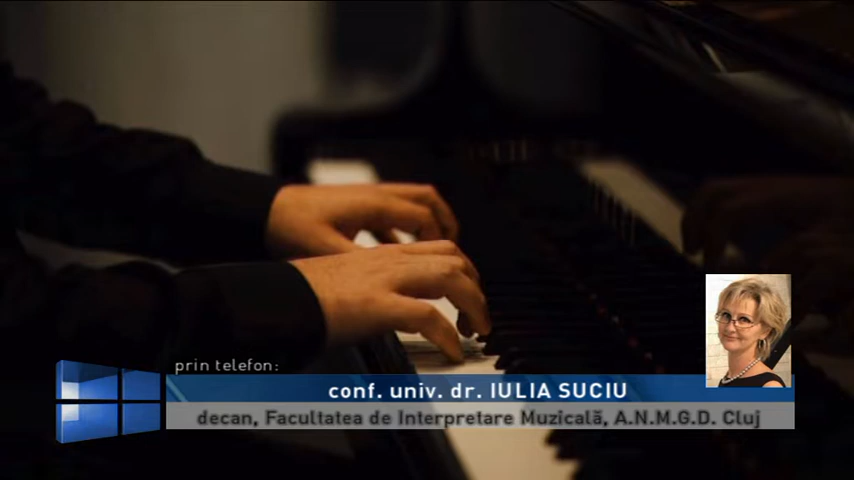 prin telefon:
conf. univ. dr. IULIA SUCIU
decan, Facultatea de Interpretare Muzicală, A.N.M.G.D. Cluj